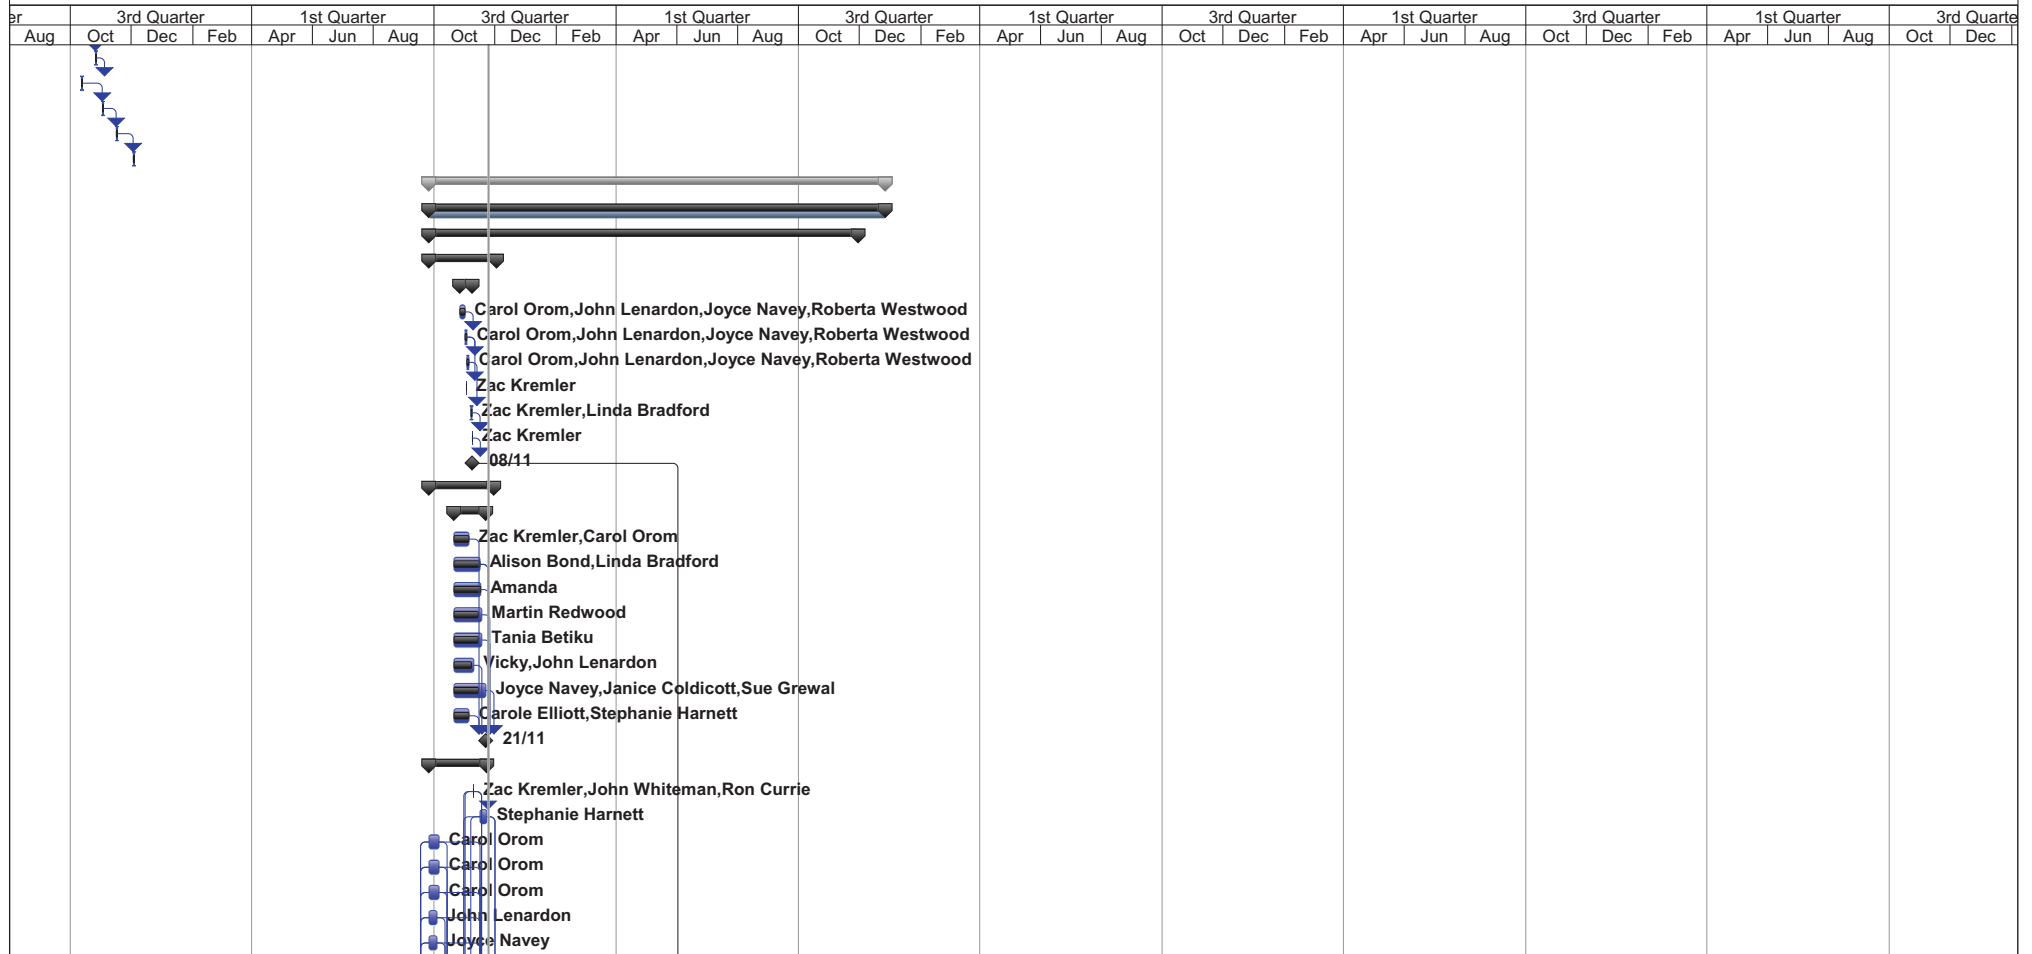 er 3rd Quarter 1st Quarter 3rd Quarter 1st Quarter 3rd Quarter 1st Quarter 3rd Quarter 1st Quarter 3rd Quarter 1st Quarter 3rd Quarte
Aug Oct Dec Feb Apr Jun Aug Oct Dec Feb Apr Jun Aug Oct Dec Feb Apr Jun Aug Oct Dec Feb Apr Jun Aug Oct Dec Feb Apr Jun Aug Oct Dec
Carol Orom,John Lenardon,Joyce Navey,Roberta Westwood
Carol Orom,John Lenardon,Joyce Navey,Roberta Westwood
Carol Orom,John Lenardon,Joyce Navey,Roberta Westwood
Zac Kremler
Zac Kremler,Linda Bradford
Zac Kremler
08/11
Zac Kremler,Carol Orom
Alison Bond,Linda Bradford
Amanda
Martin Redwood
Tania Betiku
Vicky,John Lenardon
Joyce Navey,Janice Coldicott,Sue Grewal
Carole Elliott,Stephanie Harnett
21/11
Zac Kremler,John Whiteman,Ron Currie
Stephanie Harnett
Carol Orom
Carol Orom
Carol Orom
John Lenardon
Joyce Navey